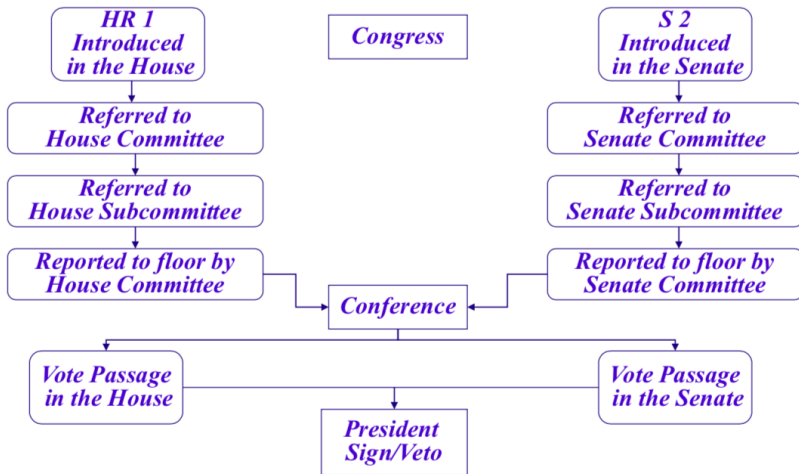 HR 1
Introduced
in the House
Congress
S 2
Introduced
in the Senate
Referred to
House Committee
Referred to
Senate Committee
Referred to
House Subcommittee
Referred to
Senate Subcommittee
Reported to floor by
House Committee
Reported to floor by
Senate Committee
Conference
Vote Passage
in the House
Vote Passage
in the Senate
President
Sign/Veto